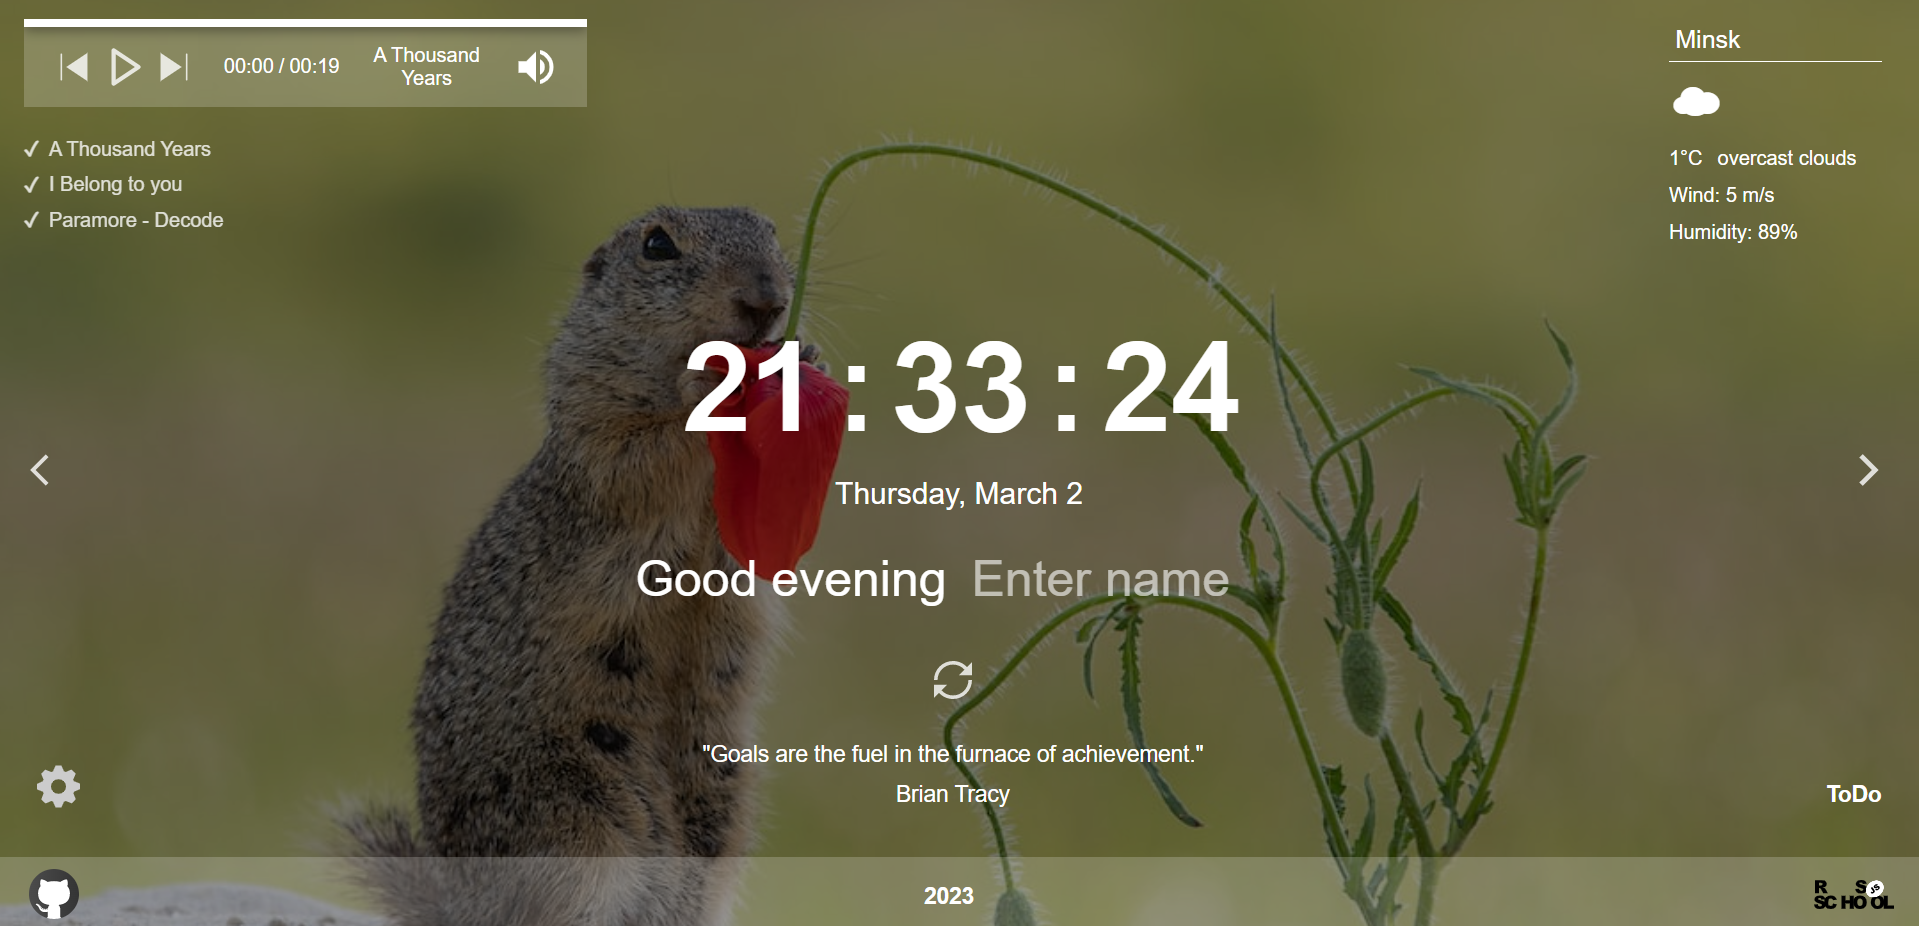 00:00 / 00:19
A Thousand
Years
A Thousand Years
I Belong to you
Paramore - Decode
Minsk
1°C overcast clouds
Wind: 5 m/s
Humidity: 89%
21:33:24
Thursday, March 2
Good evening Enter name
"Goals are the fuel in the furnace of achievement."
Brian Tracy
ToDo
2023
RS
SCHOOL
JS